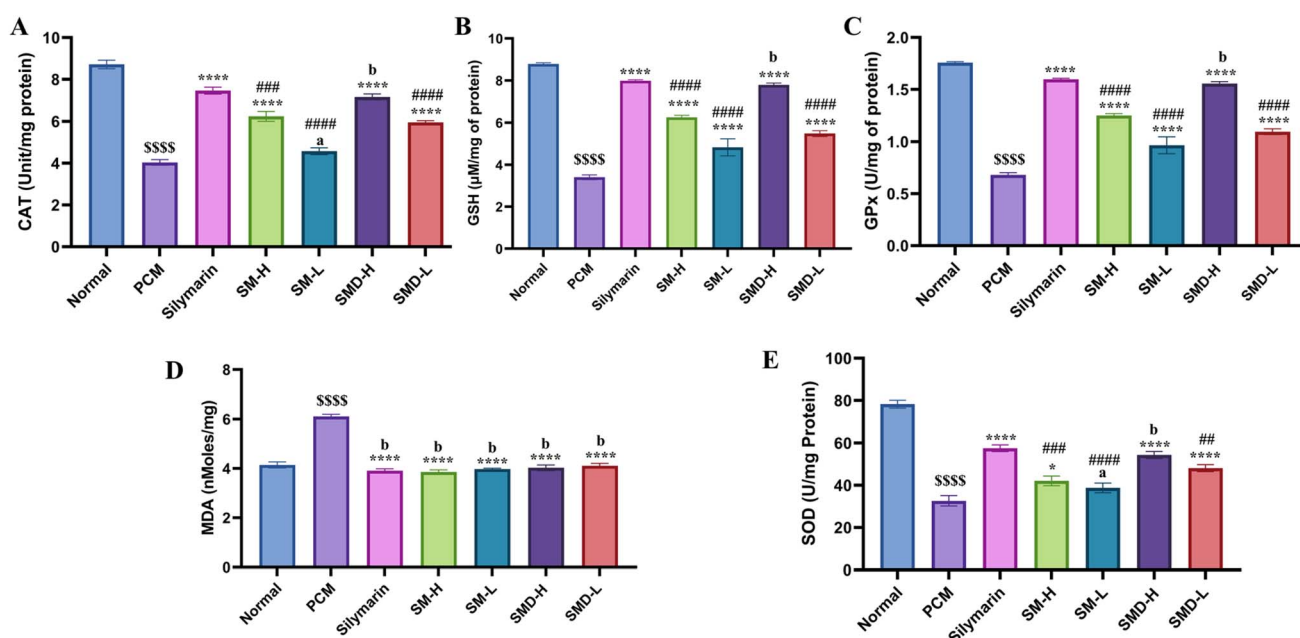 A
CAT (Unit/mg protein)
10
8
6
4
2
0
$$$$
****
###
****
####
a
b
****
####
****
Normal
PCM
Silymarin
SM-H
SM-L
SMD-H
SMD-L
B
GSH (µM/mg of protein)
10
8
6
4
2
0
$$$$
****
####
****
####
****
b
****
####
****
Normal
PCM
Silymarin
SM-H
SM-L
SMD-H
SMD-L
C
GPx (U/mg of protein)
2.0
1.5
1.0
0.5
0.0
$$$$
****
####
****
####
****
b
****
####
****
Normal
PCM
Silymarin
SM-H
SM-L
SMD-H
SMD-L
D
MDA (nMoles/mg)
8
6
4
2
0
$$$$
b
****
b
****
b
****
b
****
b
****
Normal
PCM
Silymarin
SM-H
SM-L
SMD-H
SMD-L
E
SOD (U/mg Protein)
100
80
60
40
20
0
$$$$
****
###
*
####
a
b
****
##
****
Normal
PCM
Silymarin
SM-H
SM-L
SMD-H
SMD-L